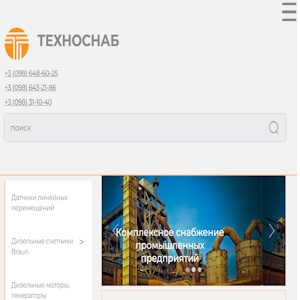 ТЕХНОСНАБ
+3 (098) 648-60-25
+3 (098) 643-21-86
+3 (098) 31-10-40
поиск
Датчики линейных
перемещений
Дизельные счетчики >
Braun
Дизельные моторы,
генераторы
Комплексное снабжение
промышленных
предприятий